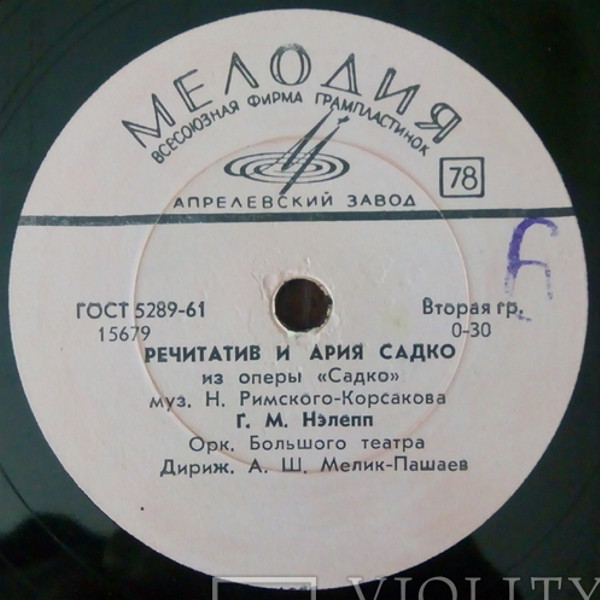 МЕЛОДИЯ
ВСЕСОЮЗНАЯ ФИРМА ГРАМПЛАСТИНОК
78
АПРЕЛЕВСКИЙ ЗАВОД
ГОСТ 5289-61
Вторая гр.
15679
0-30
РЕЧИТАТИВ И АРИЯ САДКО
из оперы «Садко»
муз. Н. Римского-Корсакова
Г. М. Нэлепп
Орк. Большого театра
Дириж. А. Ш. Мелик-Пашаев
VIOLITY